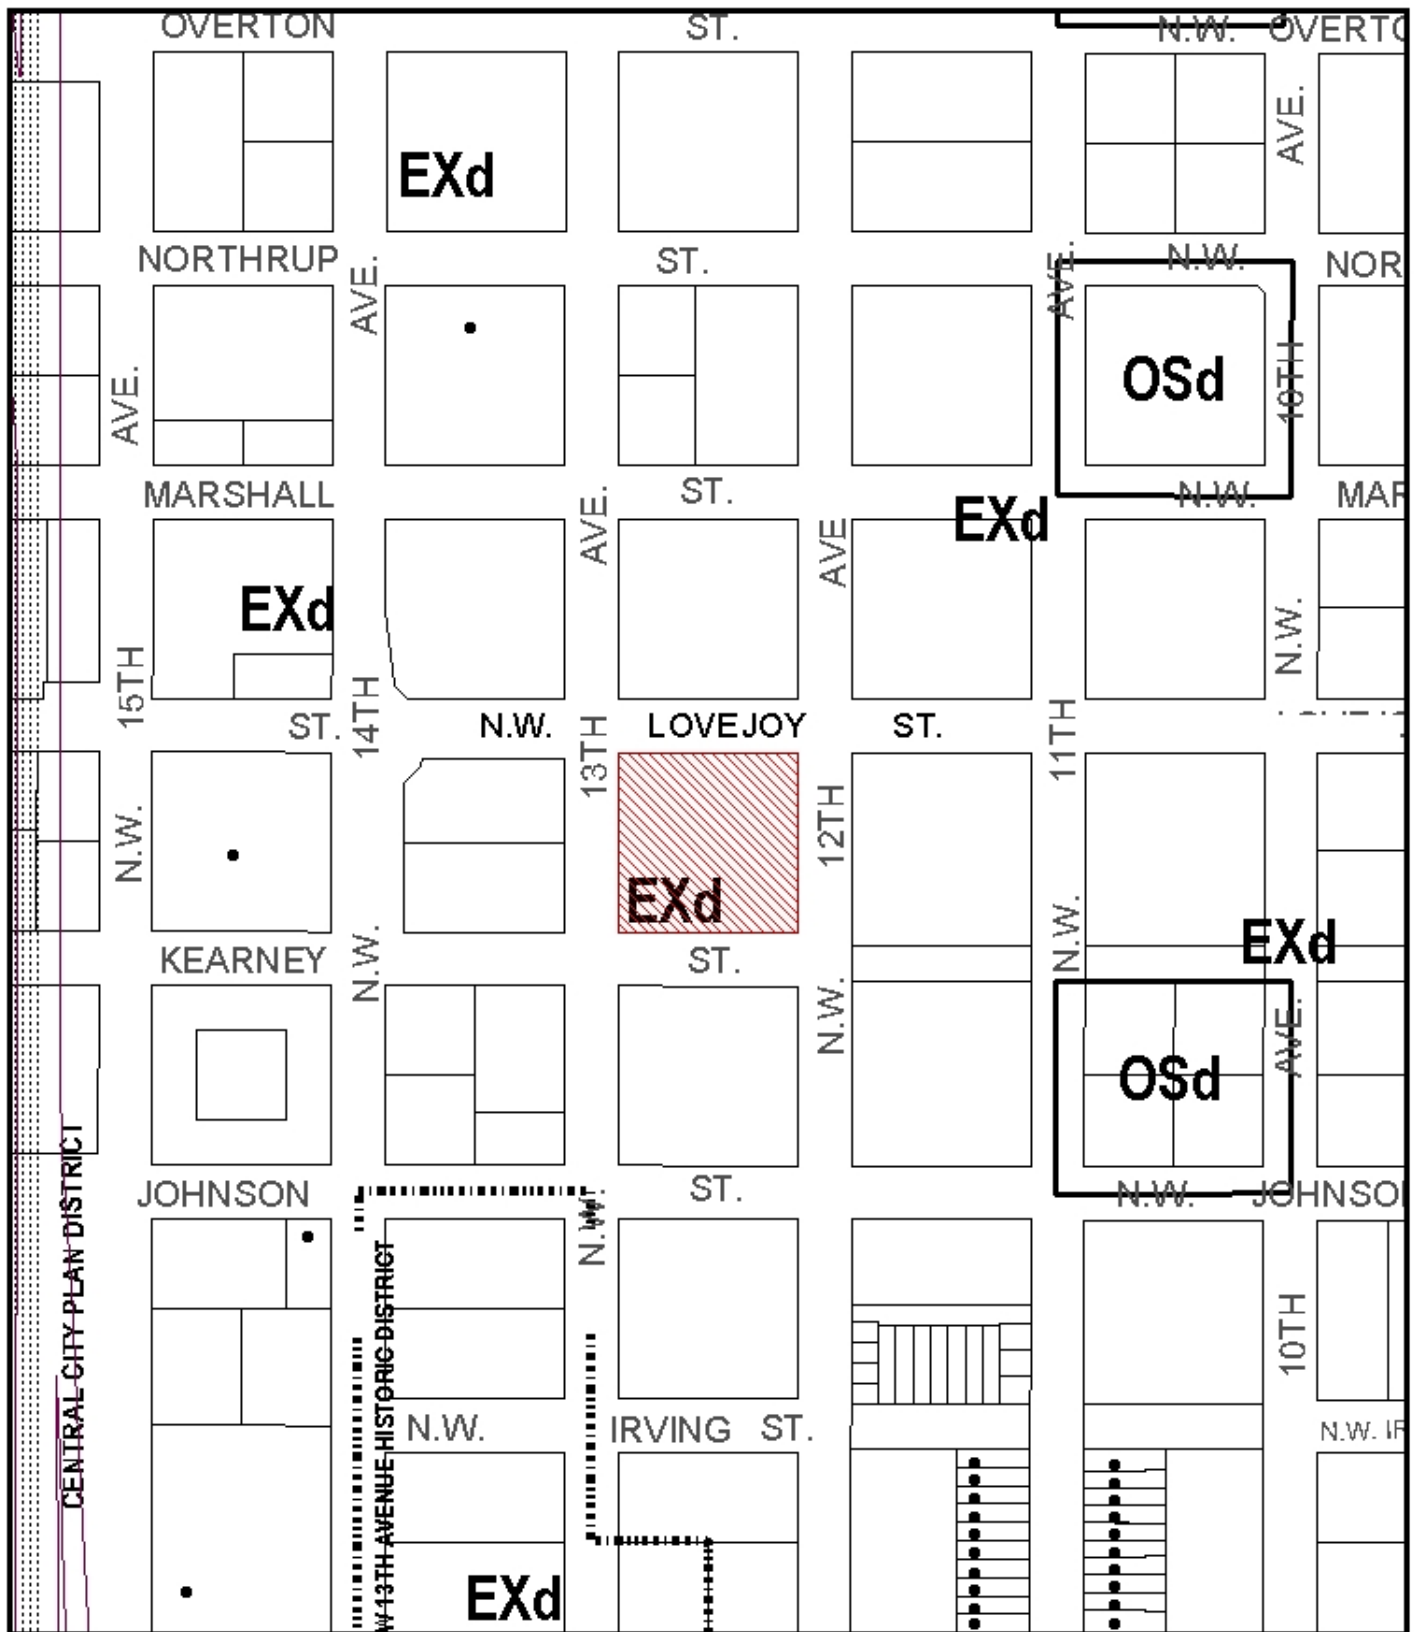 OVERTON ST. N.W. OVERTO
AVE.
EXd
NORTHRUP ST. N.W. NOR
AVE.
AVE.
OSd
10TH
AVE.
MARSHALL ST. N.W. MAR
EXd
AVE.
AVE
EXd
N.W.
15TH
14TH
ST. N.W. LOVEJOY ST.
13TH
11TH
12TH
N.W.
EXd
N.W.
N.W.
EXd
KEARNEY ST.
N.W.
AVE.
OSd
JOHNSON ST. N.W. JOHNSO
N.W.
CENTRAL CITY PLAN DISTRICT
W 13TH AVENUE HISTORIC DISTRICT
10TH
N.W. IRVING ST. N.W. IR
EXd